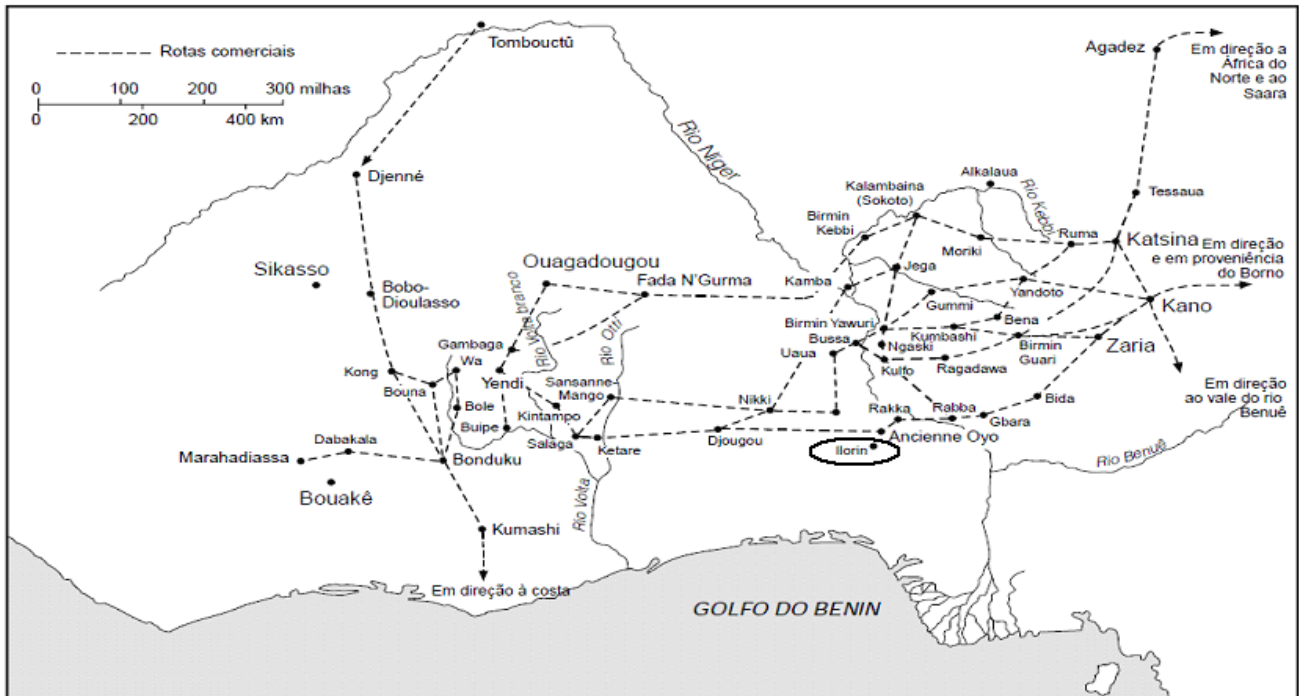 Rotas comerciais
0 100 200 300 milhas
0 200 400 km
Tombouctû
Agadez
Em direção a
África do
Norte e ao
Saara
Rio Niger
Djenné
Alkalaua
Kalambaina
(Sokoto)
Rio Kebbi
Tessaua
Birmin
Kebbi
Moriki
Ruma
Katsina
Em direção
e em proveniência
do Borno
Sikasso
Ouagadougou
Fada N'Gurma
Kamba
Jega
Yandoto
Kano
Bobo-
Dioulasso
Rio Volta branco
Rio Otti
Gummi
Bena
Birmin Yawuri
Kumbashi
Bussa
Ngaski
Birmin
Guari
Zaria
Gambaga
Wa
Uaua
Kulfo
Ragadawa
Kong
Bouna
Yendi
Sansanne-
Mango
Em direção
ao vale do rio
Benuê
Bole
Kintampo
Nikki
Rakka
Rabba
Bida
Gbara
Buipe
Salaga
Ketare
Djougou
Ancienne Oyo
Dabakala
Marahadiassa
Bonduku
Ilorin
Rio Benuê
Bouakê
Rio Volta
Kumashi
Em direção à costa
GOLFO DO BENIN